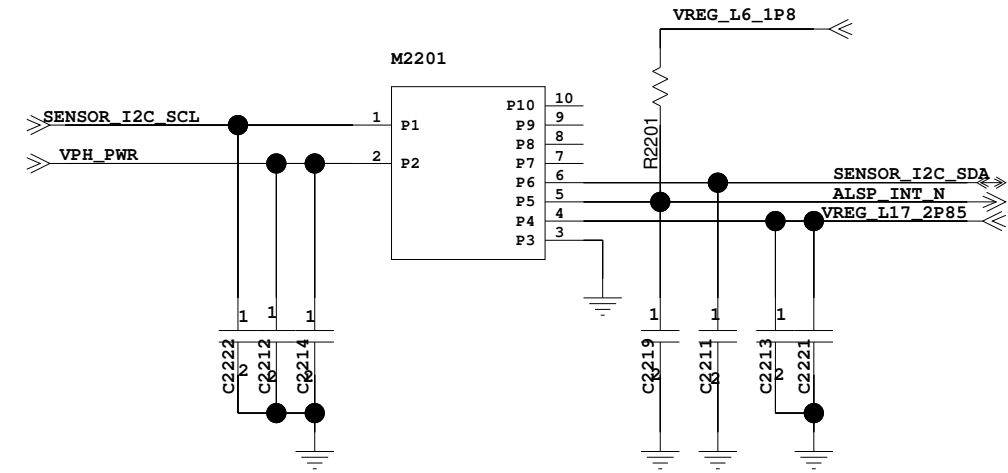 VREG_L6_1P8
M2201
SENSOR_I2C_SCL
1
P1
P10
10
P9
9
R2201
VPH_PWR
2
P2
P8
8
P7
7
P6
6
SENSOR_I2C_SDA
P5
5
ALSP_INT_N
P4
4
VREG_L17_2P85
P3
3
1
1
1
1
1
1
C2222
C2212
C2214
C2219
C2211
C2213
C2221
2
2
2
2
2
2